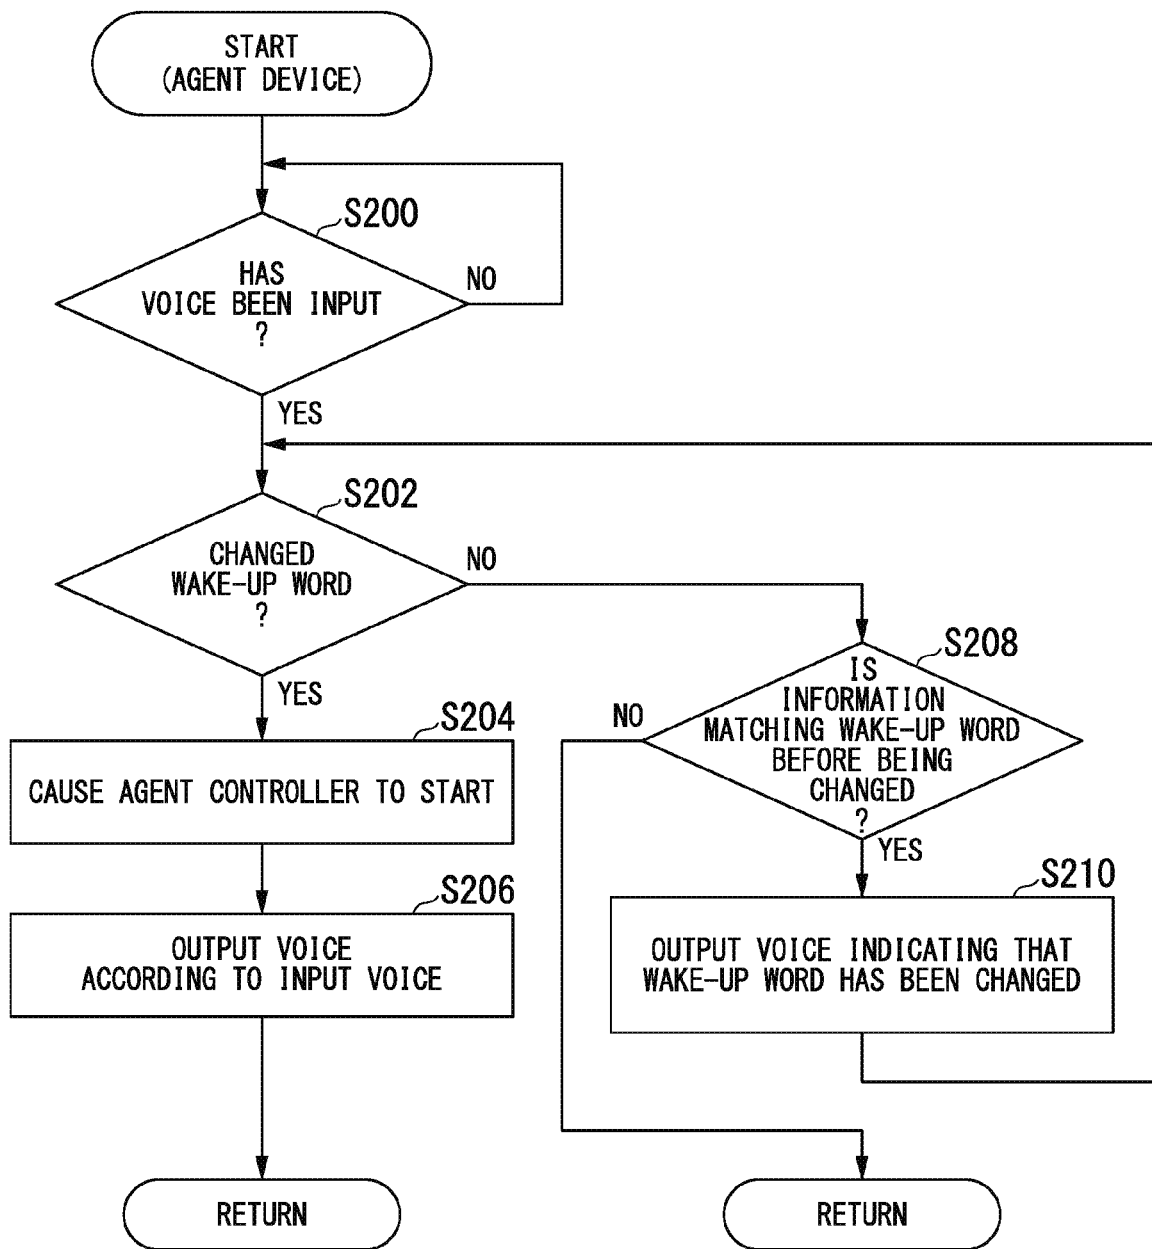 START
(AGENT DEVICE)
S200
HAS
VOICE BEEN INPUT
?
NO
YES
S202
CHANGED
WAKE-UP WORD
?
NO
YES
S208
IS
INFORMATION
MATCHING WAKE-UP WORD
BEFORE BEING
CHANGED
?
NO
YES
S204
CAUSE AGENT CONTROLLER TO START
S206
OUTPUT VOICE
ACCORDING TO INPUT VOICE
S210
OUTPUT VOICE INDICATING THAT
WAKE-UP WORD HAS BEEN CHANGED
RETURN
RETURN